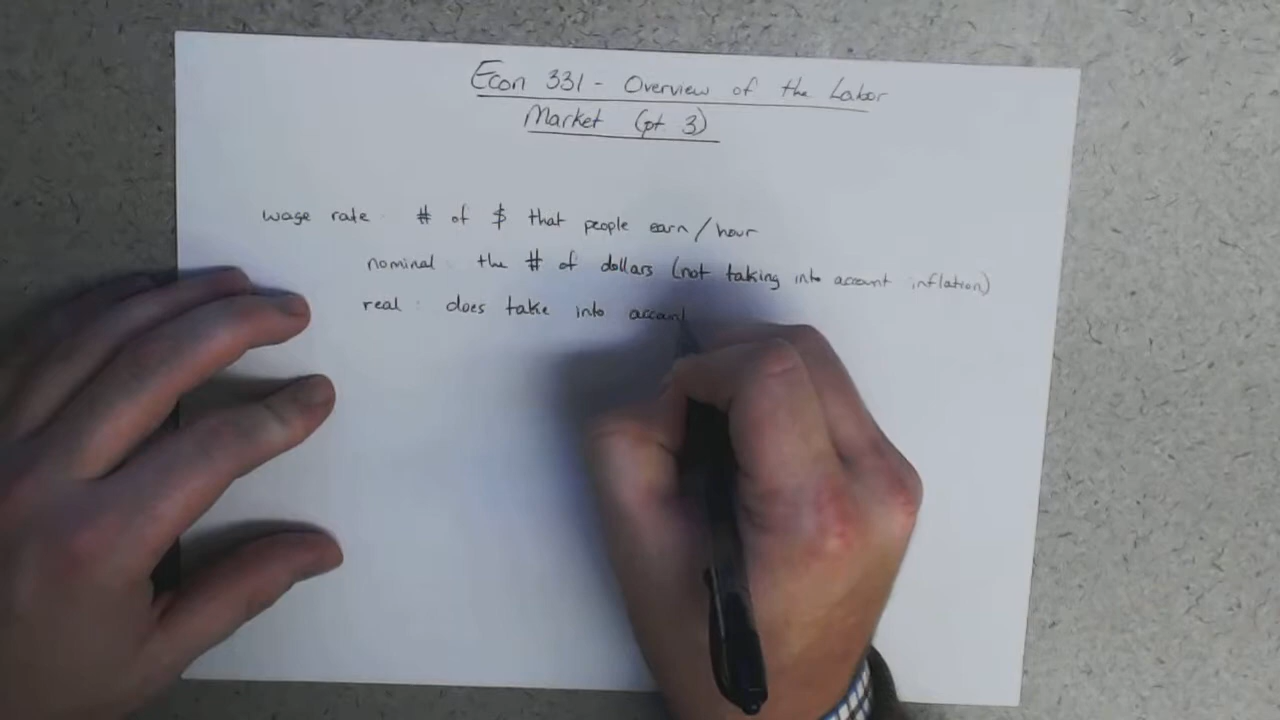 Econ 331 - Overview of the Labor
Market (pt. 3)
wage rate : # of $ that people earn / hour
nominal : the # of dollars (not taking into account inflation)
real : does take into account